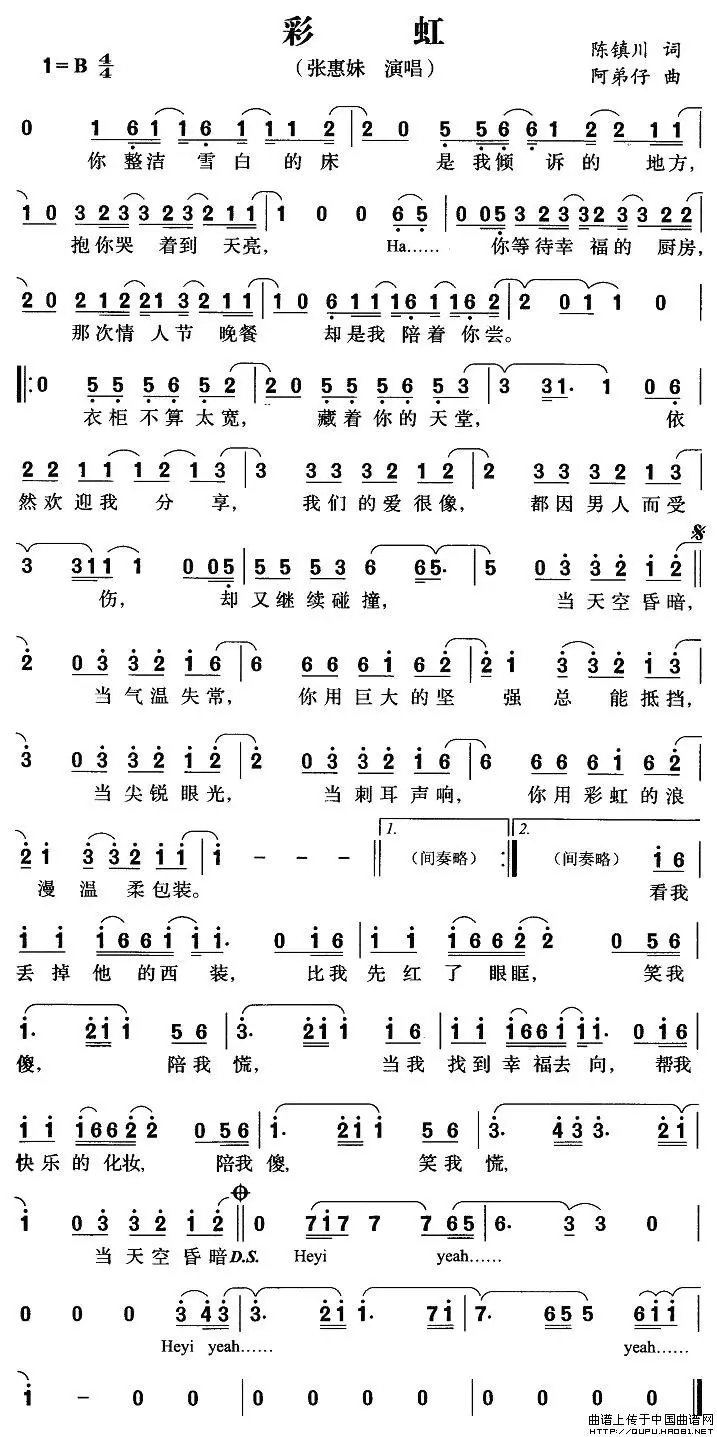 彩 虹
1=B 4/4
（张惠妹 演唱）
陈镇川 词
阿弟仔 曲
0 1 6 1 1 6 1 1 1 2 | 2 0 5 5 6 6 1 2 2 1 1
你 整洁 雪 白 的 床 是 我 倾 诉 的 地 方，
1 0 3 2 3 3 2 3 2 1 1 | 1 0 0 6 5 | 0 0 5 3 2 3 3 2 3 3 2 2
抱 你 哭 着 到 天 亮， Ha…… 你 等 待 幸 福 的 厨 房，
2 0 2 1 2 2 1 3 2 1 1 | 1 0 6 1 1 1 6 1 1 6 2 | 2 0 1 1 1 0
那 次 情 人 节 晚 餐 却 是 我 陪 着 你 尝。
0 5 5 5 6 5 2 | 2 0 5 5 5 6 5 3 | 3 3 1. 1 0 6
衣 柜 不 算 太 宽， 藏 着 你 的 天 堂， 依
2 2 1 1 1 2 1 3 | 3 3 3 3 2 1 2 | 2 3 3 3 2 1 3
然 欢 迎 我 分 享， 我 们 的 爱 很 像， 都 因 男 人 而 受
3 3 1 1 1 0 0 5 | 5 5 5 3 6 6 5. | 5 0 3 3 2 1 2
伤， 却 又 继 续 碰 撞， 当 天 空 昏 暗，
2 0 3 3 2 1 6 | 6 6 6 6 1 6 2 | 2 1 3 3 2 1 3
当 气 温 失 常， 你 用 巨 大 的 坚 强 总 能 抵 挡，
3 0 3 3 2 1 2 | 2 0 3 3 2 1 6 | 6 6 6 6 1 6 2
当 尖 锐 眼 光， 当 刺 耳 声 响， 你 用 彩 虹 的 浪
1. 2.
2 1 3 3 2 1 1 | 1 - - - （间奏略） （间奏略） 1 6
漫 温 柔 包 装。 看 我
1 1 1 6 6 1 1 1. 0 1 6 | 1 1 1 6 6 2 2 0 5 6
丢 掉 他 的 西 装， 比 我 先 红 了 眼 眶， 笑 我
1. 2 1 1 5 6 | 3. 2 1 1 1 6 | 1 1 1 6 6 1 1 1. 0 1 6
傻， 陪 我 慌， 当 我 找 到 幸 福 去 向， 帮 我
1 1 1 6 6 2 2 0 5 6 | 1. 2 1 1 5 6 | 3. 4 3 3. 2 1
快 乐 的 化 妆， 陪 我 傻， 笑 我 慌，
1 0 3 3 2 1 2 || 0 7 1 7 7 7 6 5 | 6. 3 3 0
当 天 空 昏 暗 D.S. Heyi yeah……
0 0 0 3 4 3 | 3. 2 1 1. 7 1 | 7. 6 5 5 6 1 1
Heyi yeah…… yeah……
1 - 0 0 | 0 0 0 0 | 0 0 0 0
曲谱上传于中国曲谱网
HTTP://QUPU.HAO81.NET